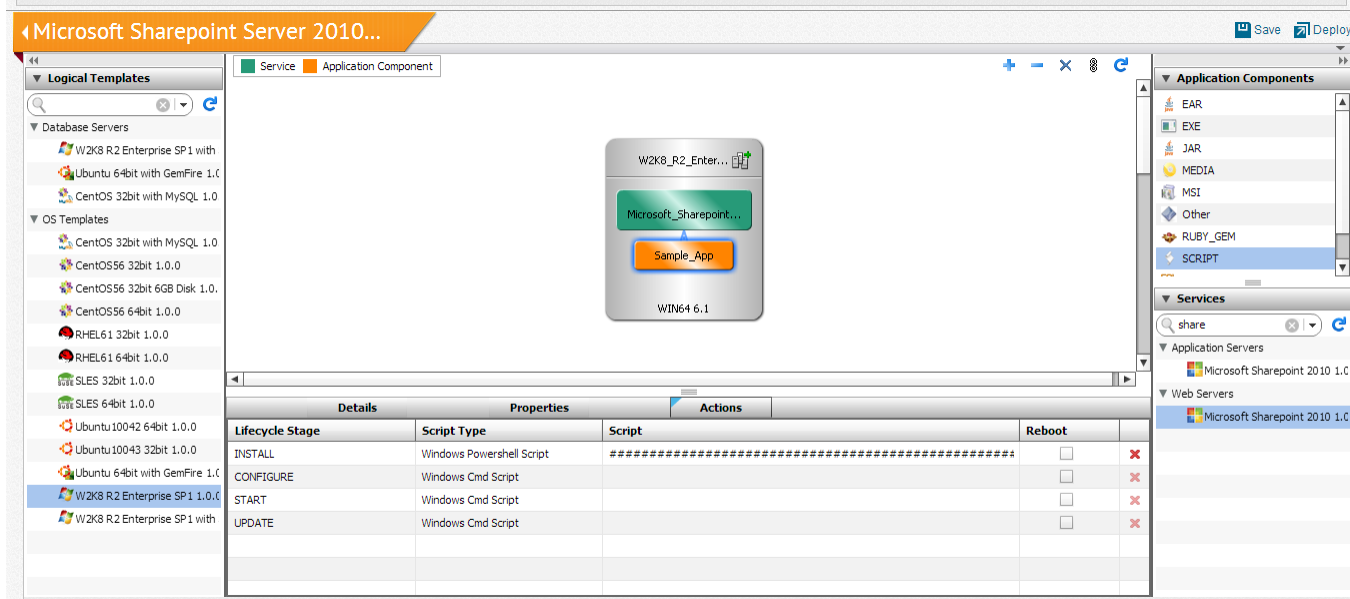 Microsoft Sharepoint Server 2010...
Save Deploy
Logical Templates
Database Servers
W2K8 R2 Enterprise SP1 with
Ubuntu 64bit with GemFire 1.0
CentOS 32bit with MySQL 1.0
OS Templates
CentOS 32bit with MySQL 1.0
CentOS56 32bit 1.0.0
CentOS56 32bit 6GB Disk 1.0.
CentOS56 64bit 1.0.0
RHEL61 32bit 1.0.0
RHEL61 64bit 1.0.0
SLES 32bit 1.0.0
SLES 64bit 1.0.0
Ubuntu10042 64bit 1.0.0
Ubuntu10043 32bit 1.0.0
Ubuntu 64bit with GemFire 1.0
W2K8 R2 Enterprise SP1 1.0.0
W2K8 R2 Enterprise SP1 with
Service Application Component
W2K8_R2_Enter...
Microsoft_Sharepoint...
Sample_App
WIN64 6.1
Details Properties Actions
Lifecycle Stage Script Type Script Reboot
INSTALL Windows Powershell Script ##################################################
CONFIGURE Windows Cmd Script
START Windows Cmd Script
UPDATE Windows Cmd Script
Application Components
EAR
EXE
JAR
MEDIA
MSI
Other
RUBY_GEM
SCRIPT
Services
share
Application Servers
Microsoft Sharepoint 2010 1.0
Web Servers
Microsoft Sharepoint 2010 1.0